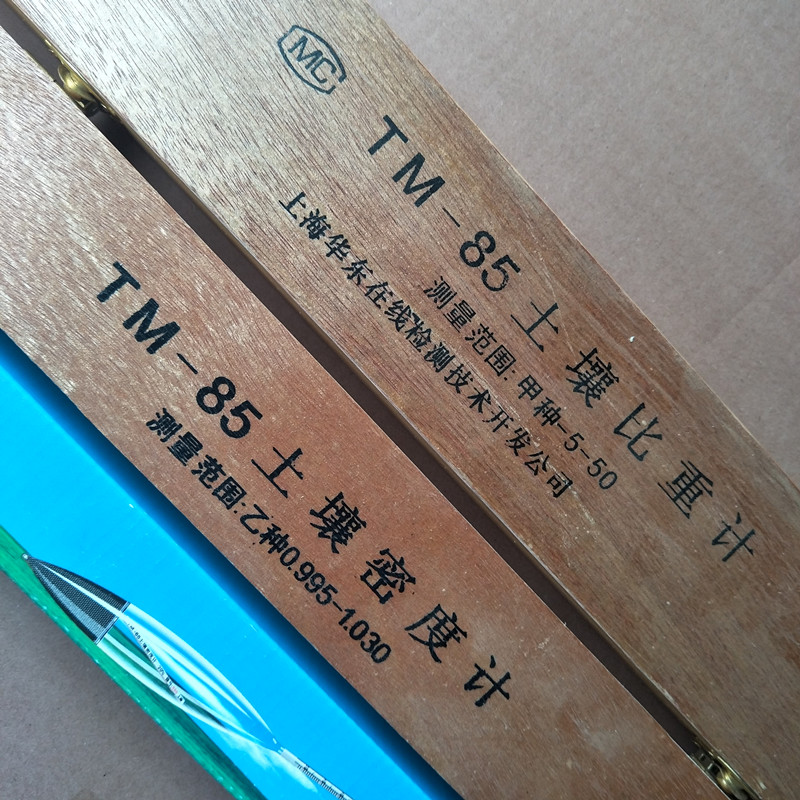 MC
TM-85土壤比重计
测量范围:甲种-5-50
上海华东在线检测技术开发公司
TM-85土壤密度计
测量范围:乙种0.995-1.030